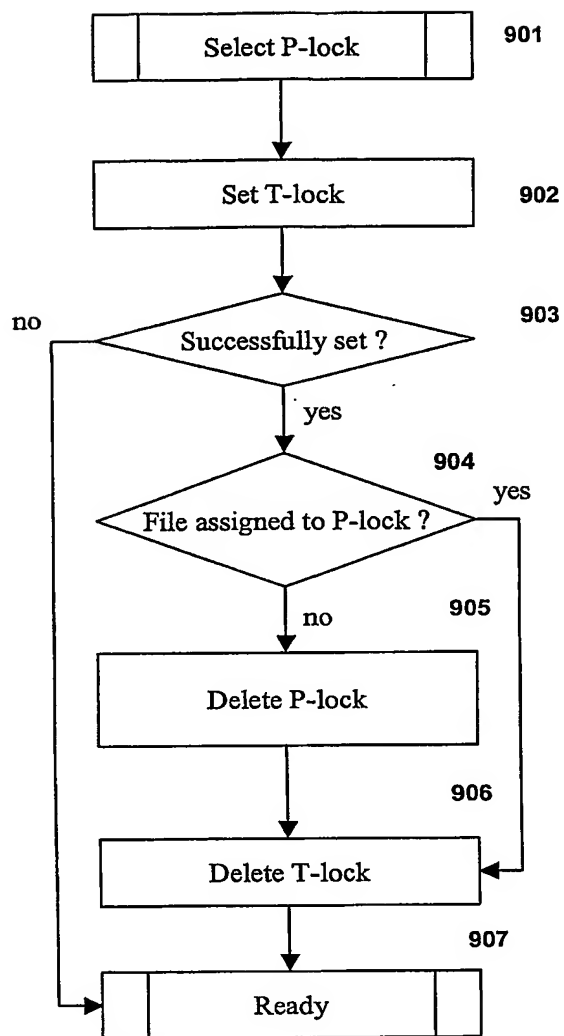 Select P-lock
901
Set T-lock
902
903
no
Successfully set ?
yes
904
yes
File assigned to P-lock ?
905
no
Delete P-lock
906
Delete T-lock
907
Ready